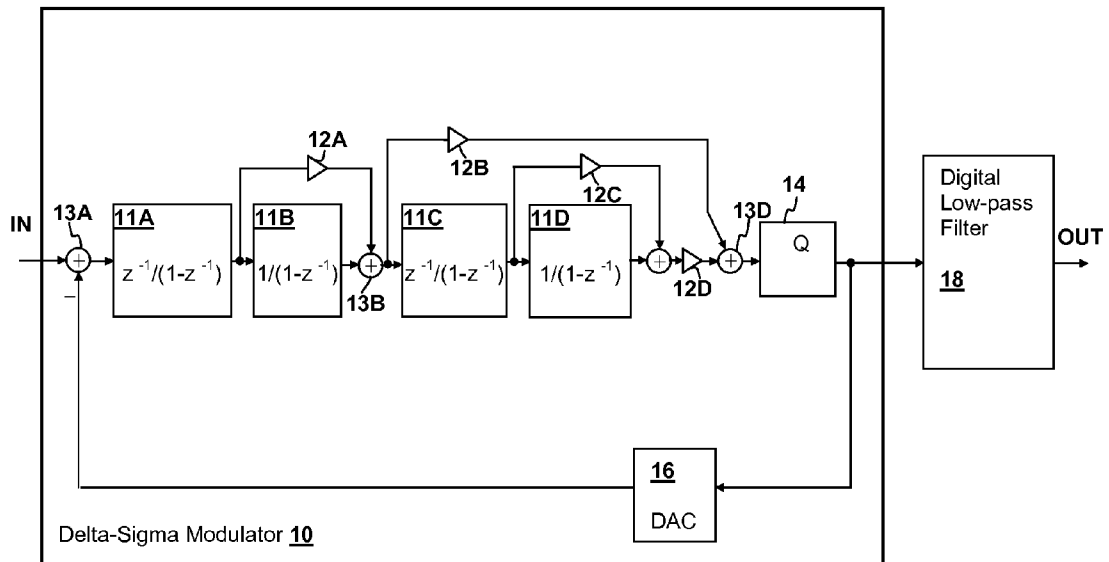 12A
12B
12C
14
13D
IN
13A
11A
z⁻¹/(1-z⁻¹)
11B
1/(1-z⁻¹)
13B
11C
z⁻¹/(1-z⁻¹)
11D
1/(1-z⁻¹)
12D
Q
Digital
Low-pass
Filter
18
OUT
–
16
DAC
Delta-Sigma Modulator 10